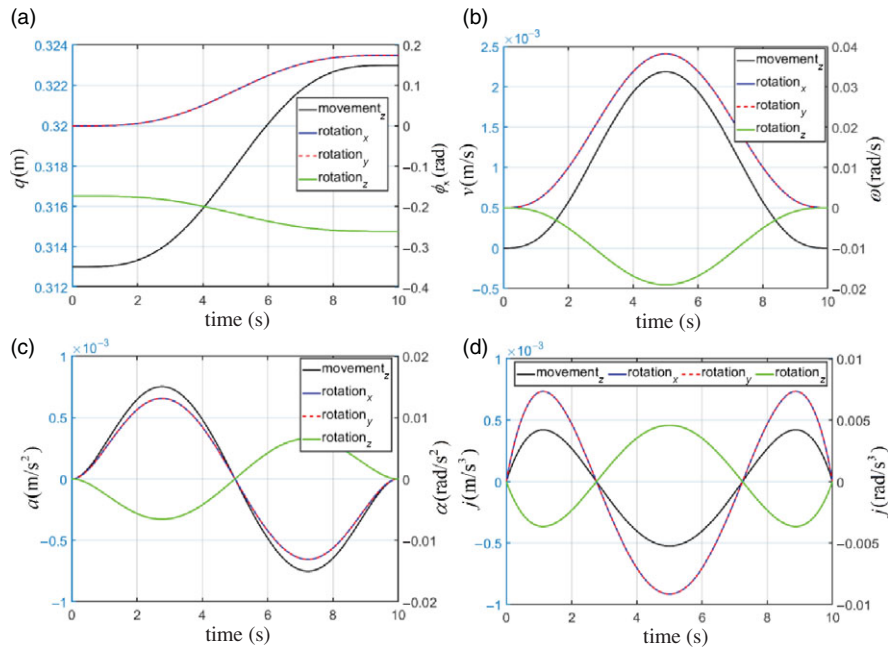 (a)
0.324
0.322
0.32
0.318
0.316
0.314
0.312
q(m)
0.2
0.1
0
−0.1
−0.2
−0.3
−0.4
ϕx(rad)
movementz
rotationx
rotationy
rotationz
0 2 4 6 8 10
time (s)
(b)
×10−3
2.5
2
1.5
1
0.5
0
−0.5
v(m/s)
0.04
0.03
0.02
0.01
0
−0.01
−0.02
ω(rad/s)
movementz
rotationx
rotationy
rotationz
0 2 4 6 8 10
time (s)
(c)
×10−3
1
0.5
0
−0.5
−1
a(m/s2)
0.02
0.01
0
−0.01
−0.02
α(rad/s2)
movementz
rotationx
rotationy
rotationz
0 2 4 6 8 10
time (s)
(d)
×10−3
1
0.5
0
−0.5
−1
j(m/s3)
0.01
0.005
0
−0.005
−0.01
j(rad/s3)
movementz rotationx rotationy rotationz
0 2 4 6 8 10
time (s)